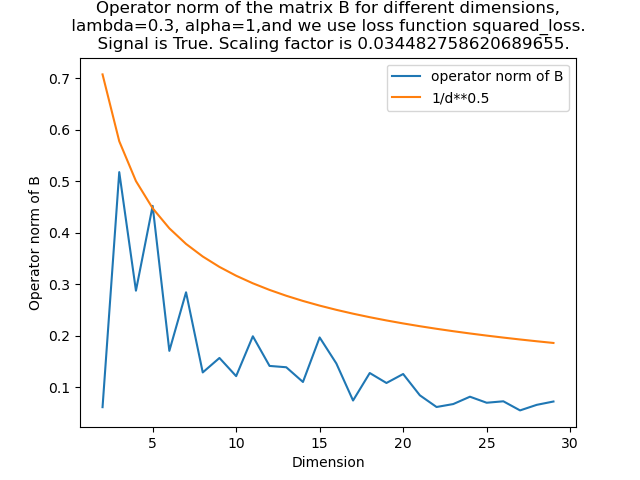 Operator norm of the matrix B for different dimensions,
lambda=0.3, alpha=1,and we use loss function squared_loss.
Signal is True. Scaling factor is 0.034482758620689655.
operator norm of B
1/d**0.5
Operator norm of B
0.7
0.6
0.5
0.4
0.3
0.2
0.1
5 10 15 20 25 30
Dimension